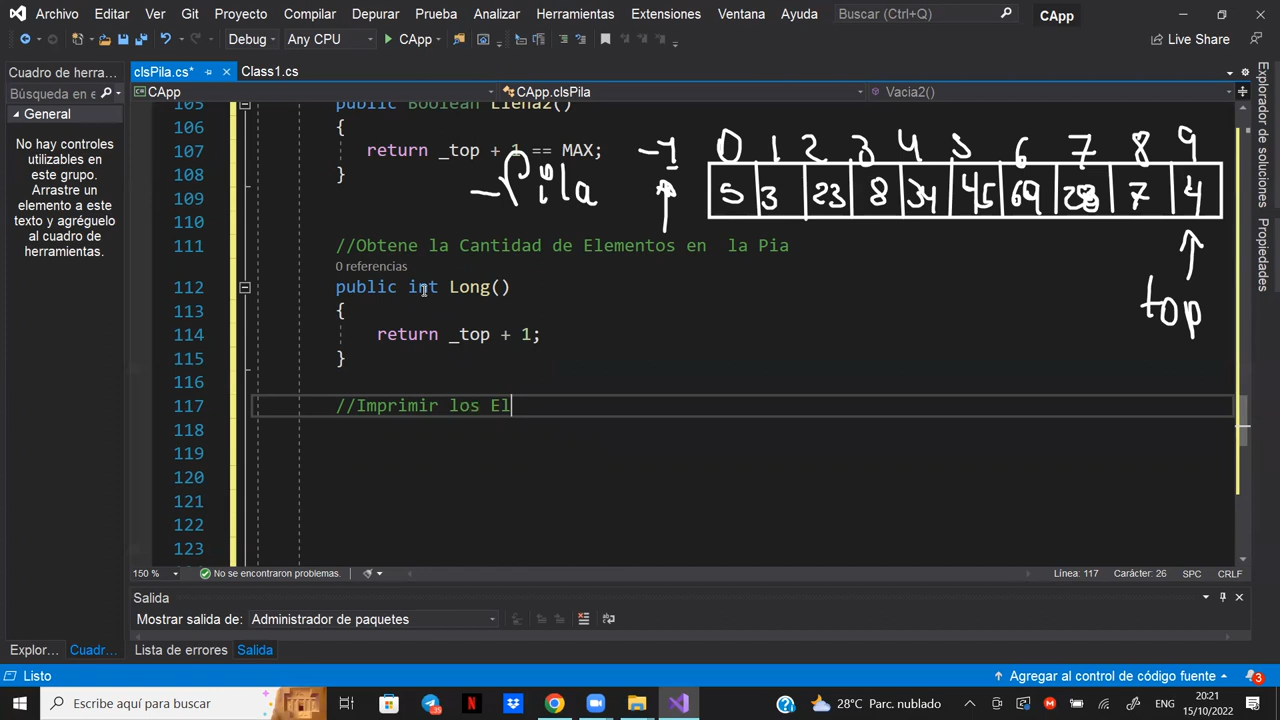 Archivo Editar Ver Git Proyecto Compilar Depurar Prueba Analizar Herramientas Extensiones Ventana Ayuda Buscar (Ctrl+Q) CApp
Debug Any CPU CApp Live Share
Cuadro de herra... clsPila.cs* Class1.cs
Búsqueda en e CApp CApp.clsPila Vacia2()
General
No hay controles utilizables en este grupo. Arrastre un elemento a este texto y agréguelo al cuadro de herramientas.
105 public Boolean Llena2()
106 {
107 return _top + 1 == MAX;
108 }
109
110
111 //Obtene la Cantidad de Elementos en  la Pia
0 referencias
112 public int Long()
113 {
114 return _top + 1;
115 }
116
117 //Imprimir los El
118
119
120
121
122
123
-1 0 1 2 3 4 5 6 7 8 9
_Pila 5 3 23 8 34 45 69 28 7 4
top
Explorador de soluciones
Propiedades
150 % No se encontraron problemas. Línea: 117 Carácter: 26 SPC CRLF
Salida
Mostrar salida de: Administrador de paquetes
Explor... Cuadr... Lista de errores Salida
Listo Agregar al control de código fuente 3
Escribe aquí para buscar 28°C Parc. nublado ENG 20:21
15/10/2022